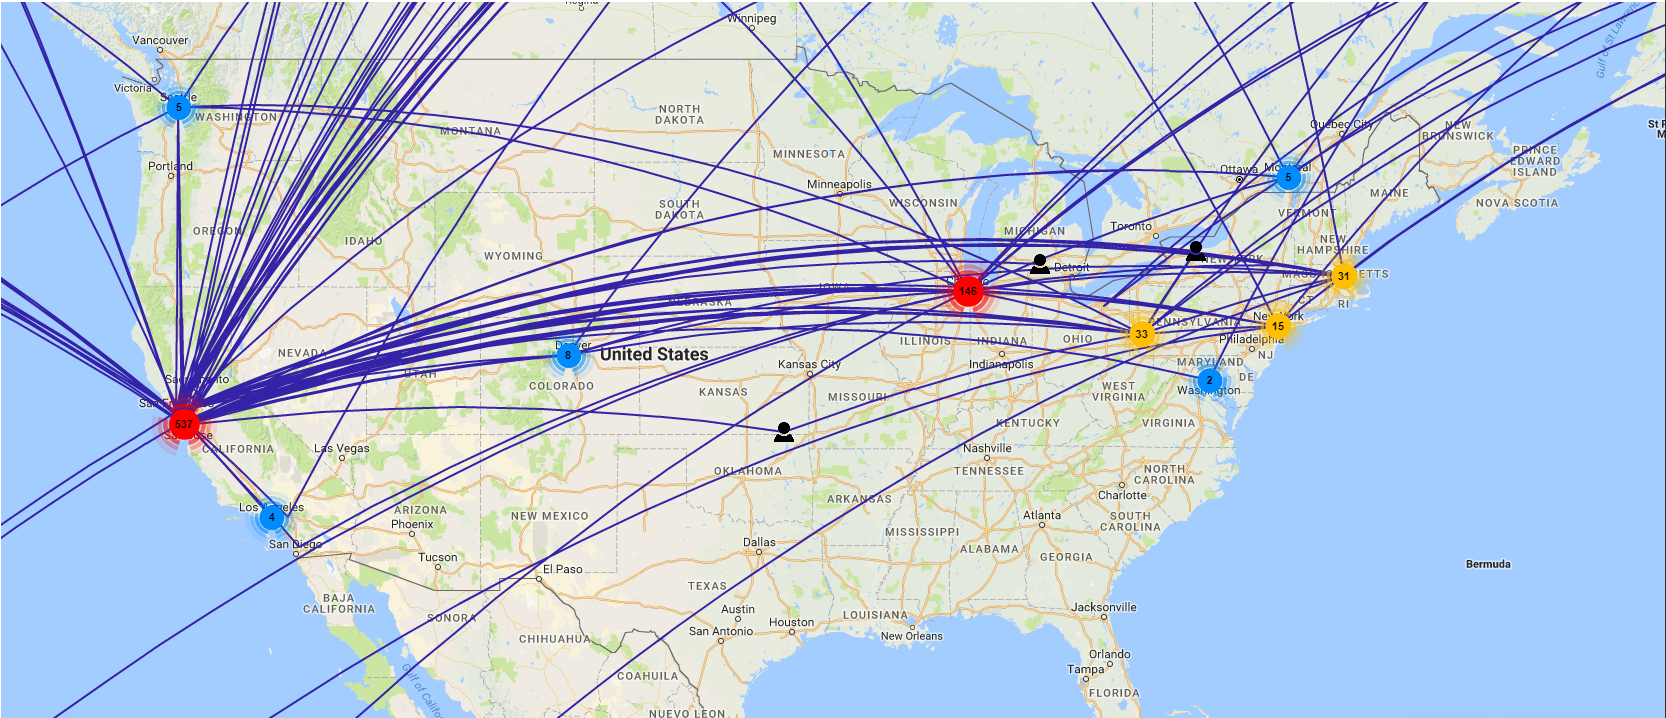 Regina
Winnipeg
Vancouver
Victoria
Seattle
5
WASHINGTON
MONTANA
NORTH
DAKOTA
Quebec City
NEW
BRUNSWICK
St P
M
PRINCE
EDWARD
ISLAND
Gulf of St Lawrence
Portland
MINNESOTA
Minneapolis
Ottawa
Montreal
5
MAINE
NOVA SCOTIA
WISCONSIN
SOUTH
DAKOTA
VERMONT
OREGON
IDAHO
MICHIGAN
Toronto
NEW
HAMPSHIRE
WYOMING
Detroit
NEW YORK
MASSACHUSETTS
31
146
IOWA
NEBRASKA
CT
RI
New York
15
PENNSYLVANIA
33
Philadelphia
NJ
ILLINOIS
INDIANA
OHIO
NEVADA
UTAH
Denver
8
United States
Indianapolis
Kansas City
MARYLAND
DE
2
Washington
Sacramento
COLORADO
KANSAS
MISSOURI
WEST
VIRGINIA
San Francisco
537
San Jose
CALIFORNIA
Las Vegas
KENTUCKY
VIRGINIA
Nashville
OKLAHOMA
TENNESSEE
NORTH
CAROLINA
Charlotte
Los Angeles
4
ARIZONA
Phoenix
NEW MEXICO
ARKANSAS
Atlanta
SOUTH
CAROLINA
MISSISSIPPI
San Diego
Tucson
Dallas
ALABAMA
GEORGIA
El Paso
Bermuda
TEXAS
BAJA
CALIFORNIA
SONORA
Austin
Houston
San Antonio
LOUISIANA
New Orleans
Jacksonville
CHIHUAHUA
COAHUILA
Orlando
Tampa
FLORIDA
Gulf of Califor
NUEVO LEON